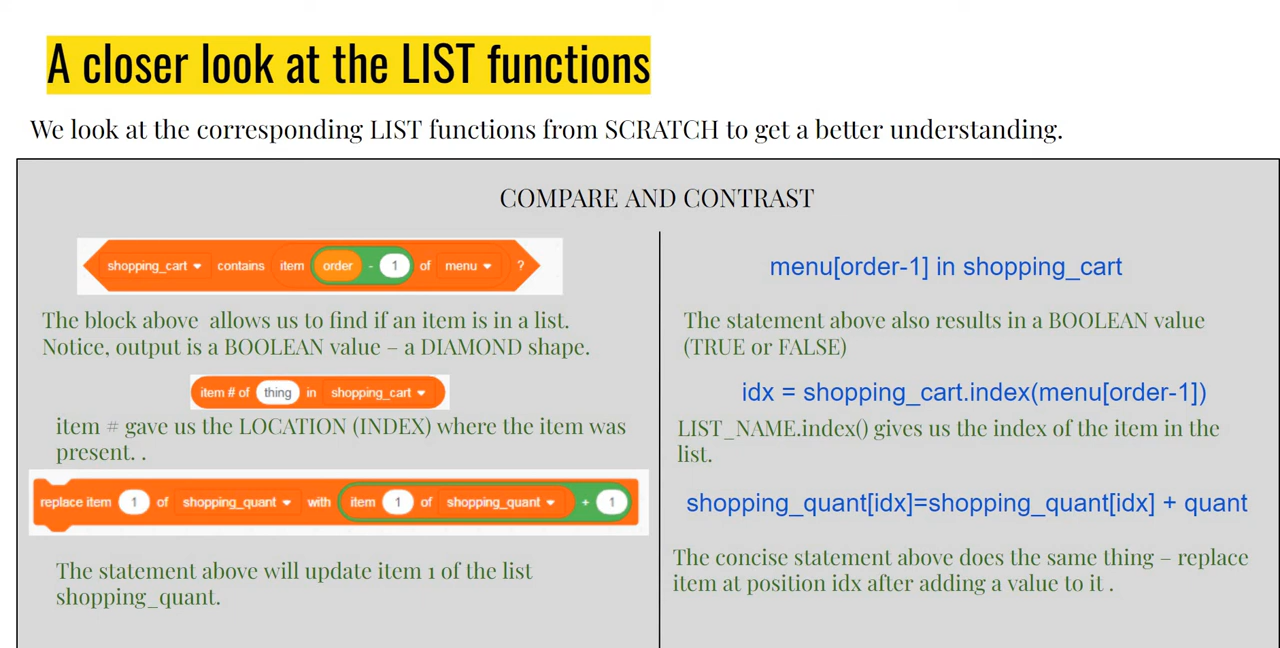 A closer look at the LIST functions
We look at the corresponding LIST functions from SCRATCH to get a better understanding.
COMPARE AND CONTRAST
shopping_cart contains item order - 1 of menu ?
The block above allows us to find if an item is in a list.
Notice, output is a BOOLEAN value – a DIAMOND shape.
item # of thing in shopping_cart
item # gave us the LOCATION (INDEX) where the item was
present. .
replace item 1 of shopping_quant with item 1 of shopping_quant + 1
The statement above will update item 1 of the list
shopping_quant.
menu[order-1] in shopping_cart
The statement above also results in a BOOLEAN value
(TRUE or FALSE)
idx = shopping_cart.index(menu[order-1])
LIST_NAME.index() gives us the index of the item in the
list.
shopping_quant[idx]=shopping_quant[idx] + quant
The concise statement above does the same thing – replace
item at position idx after adding a value to it .